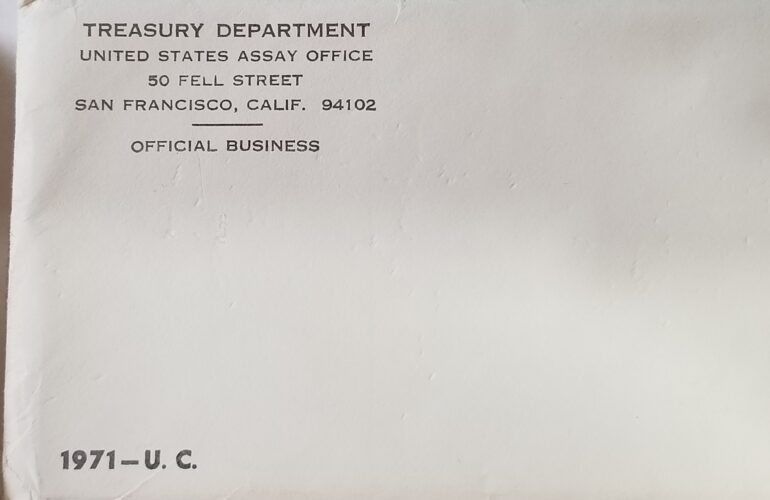 TREASURY DEPARTMENT
UNITED STATES ASSAY OFFICE
50 FELL STREET
SAN FRANCISCO, CALIF. 94102
OFFICIAL BUSINESS
1971–U. C.